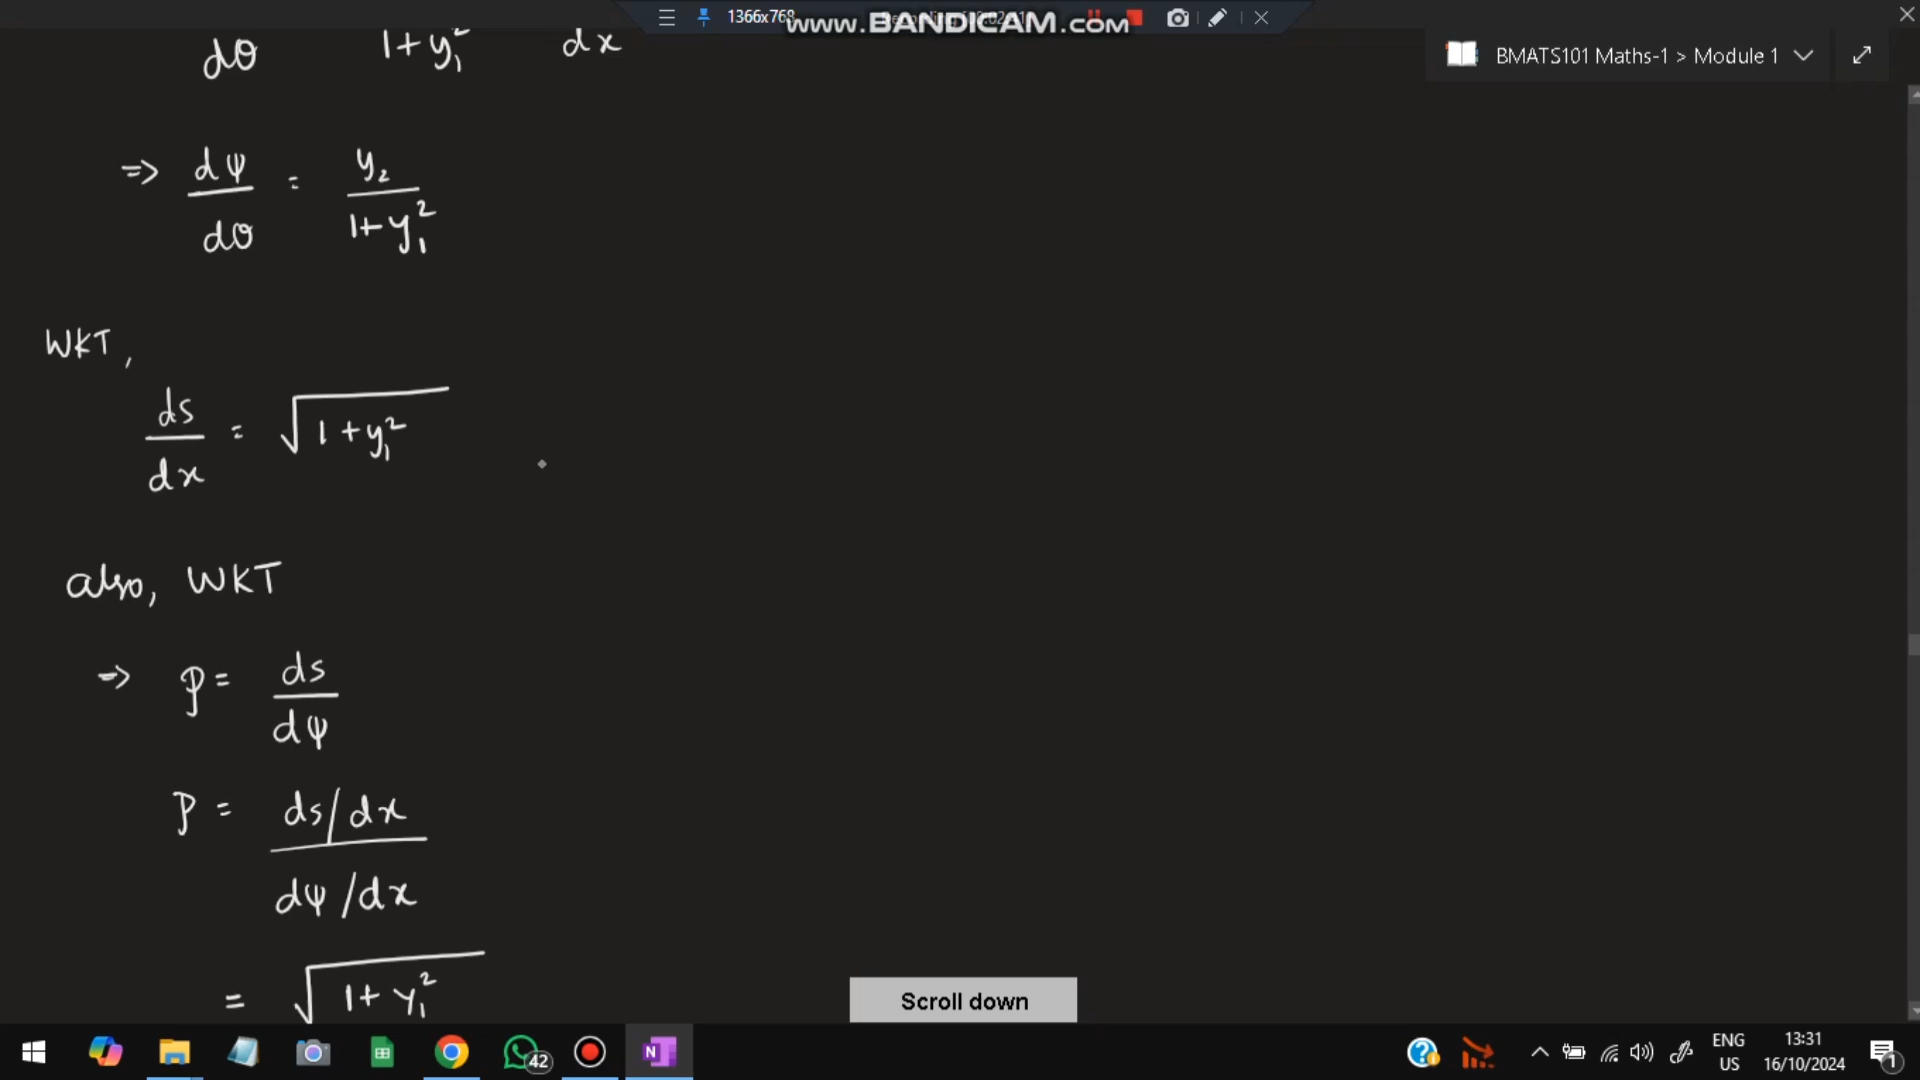 1366x768
www.BANDICAM.com
BMATS101 Maths-1 > Module 1
dθ 1+y₁² dx
=> dψ/dθ = y₂/1+y₁²
WKT,
ds/dx = √1+y₁²
also, WKT
=> ρ = ds/dψ
ρ = ds/dx / dψ/dx
= √1+y₁²
Scroll down
42
N
ENG
US
13:31
16/10/2024
1